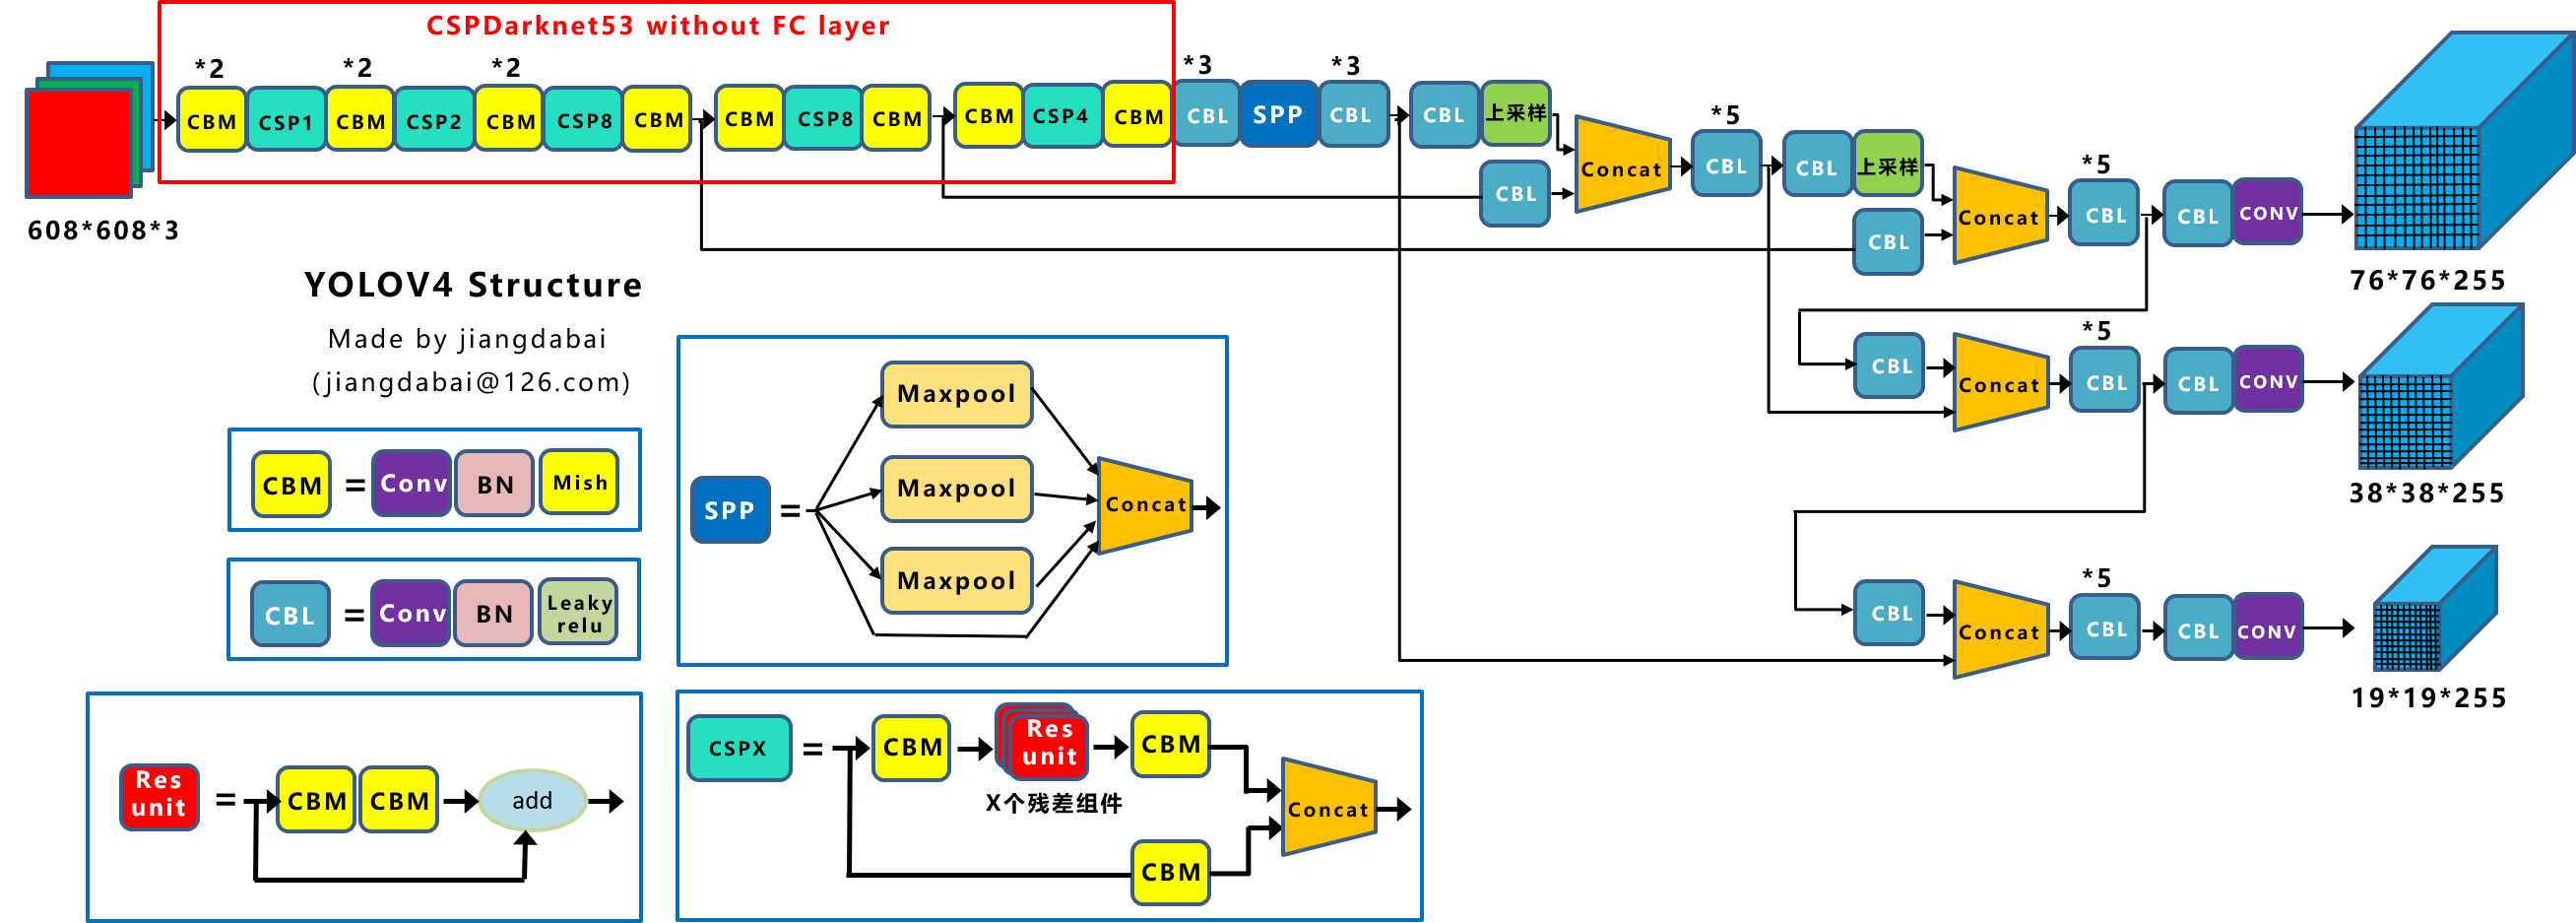 CSPDarknet53 without FC layer
*2 *2 *2 *3 *3
CBM CSP1 CBM CSP2 CBM CSP8 CBM CBM CSP8 CBM CBM CSP4 CBM CBL SPP CBL CBL 上采样
*5
CBL Concat CBL CBL 上采样
*5
CBL Concat CBL CBL CONV
608*608*3
76*76*255
YOLOV4 Structure
Made by jiangdabai
(jiangdabai@126.com)
*5
CBL Concat CBL CBL CONV
38*38*255
*5
CBL Concat CBL CBL CONV
19*19*255
CBM = Conv BN Mish
CBL = Conv BN Leaky
relu
SPP = Maxpool
Maxpool
Maxpool
Concat
Res
unit = CBM CBM add
CSPX = CBM Res
unit CBM
X个残差组件
CBM
Concat